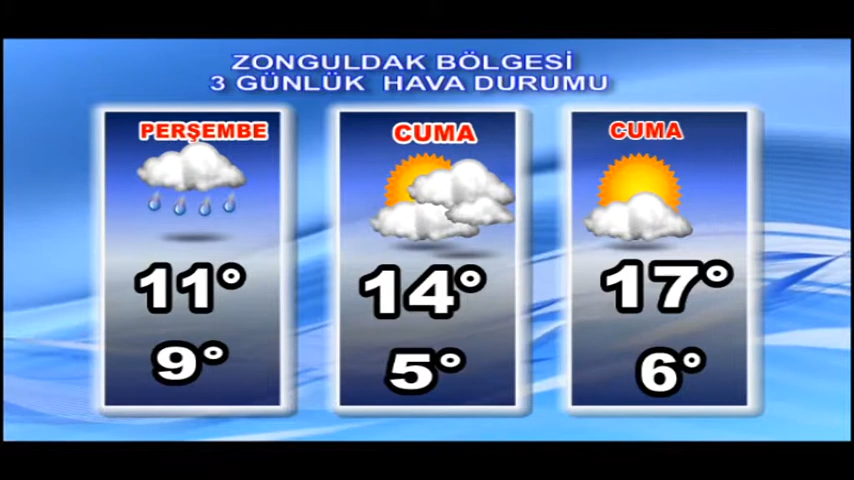 ZONGULDAK BÖLGESİ
3 GÜNLÜK HAVA DURUMU
PERŞEMBE
11°
9°
CUMA
14°
5°
CUMA
17°
6°